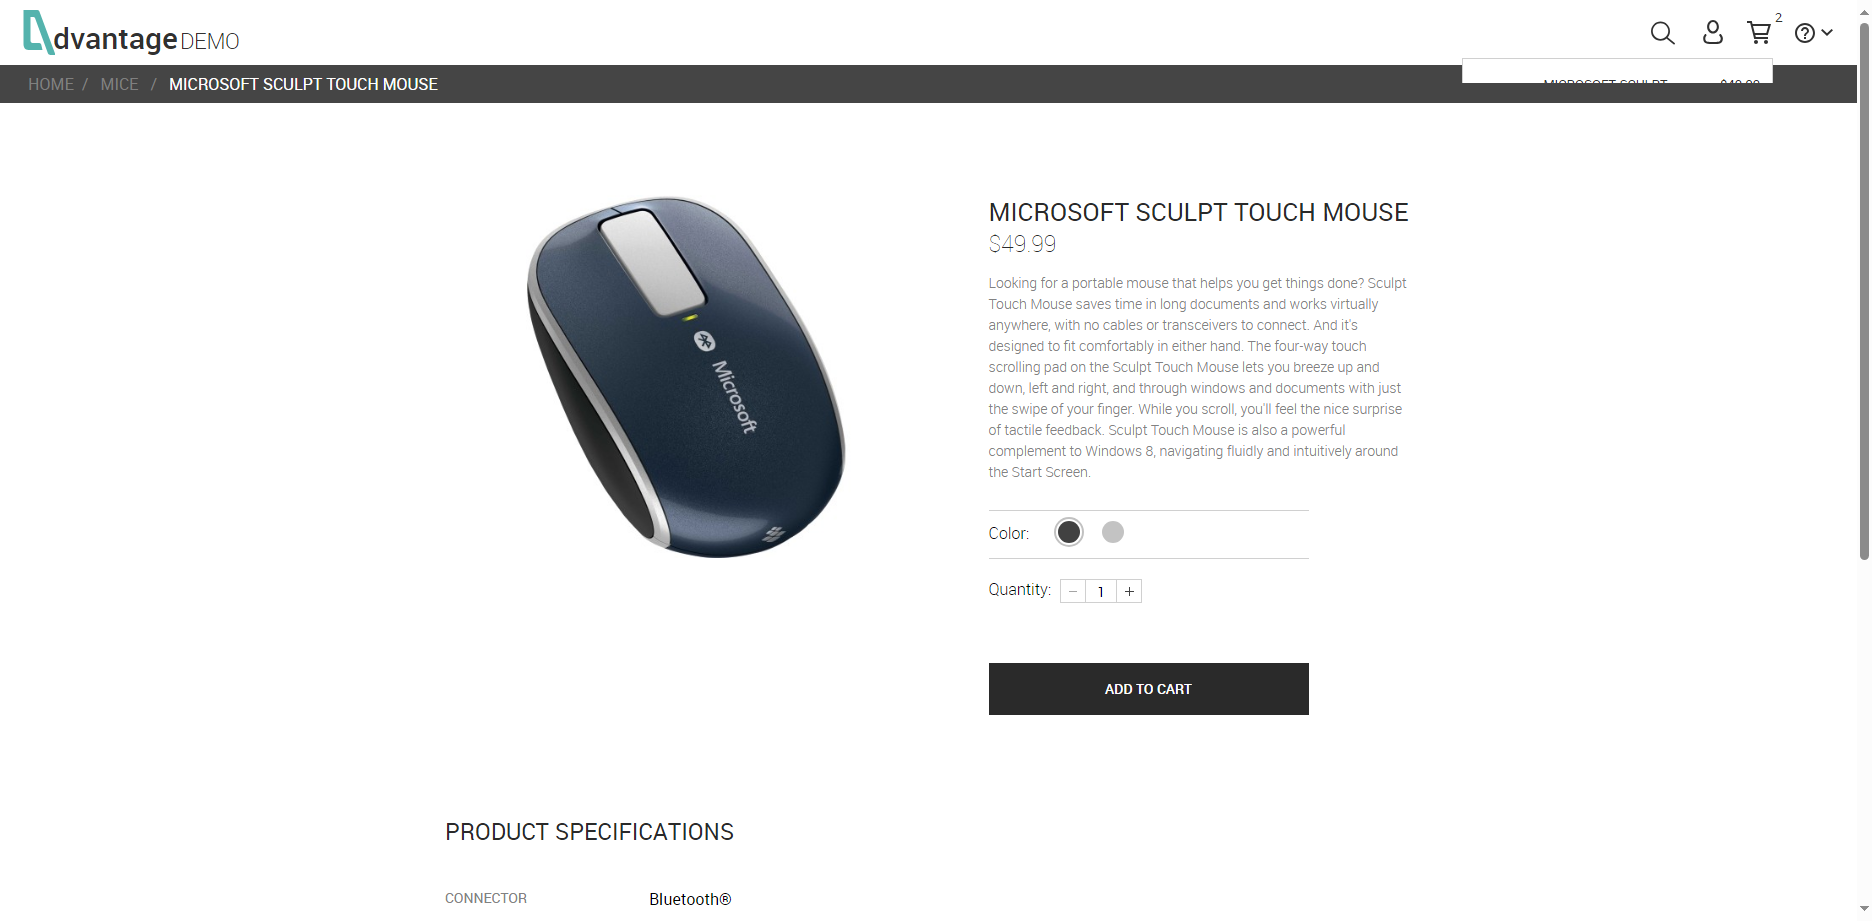 dvantage DEMO
2
HOME / MICE / MICROSOFT SCULPT TOUCH MOUSE
MICROSOFT SCULPT $49.99
MICROSOFT SCULPT TOUCH MOUSE
$49.99
Looking for a portable mouse that helps you get things done? Sculpt
Touch Mouse saves time in long documents and works virtually
anywhere, with no cables or transceivers to connect. And it's
designed to fit comfortably in either hand. The four-way touch
scrolling pad on the Sculpt Touch Mouse lets you breeze up and
down, left and right, and through windows and documents with just
the swipe of your finger. While you scroll, you'll feel the nice surprise
of tactile feedback. Sculpt Touch Mouse is also a powerful
complement to Windows 8, navigating fluidly and intuitively around
the Start Screen.
Microsoft
Color:
Quantity: − 1 +
ADD TO CART
PRODUCT SPECIFICATIONS
CONNECTOR Bluetooth®